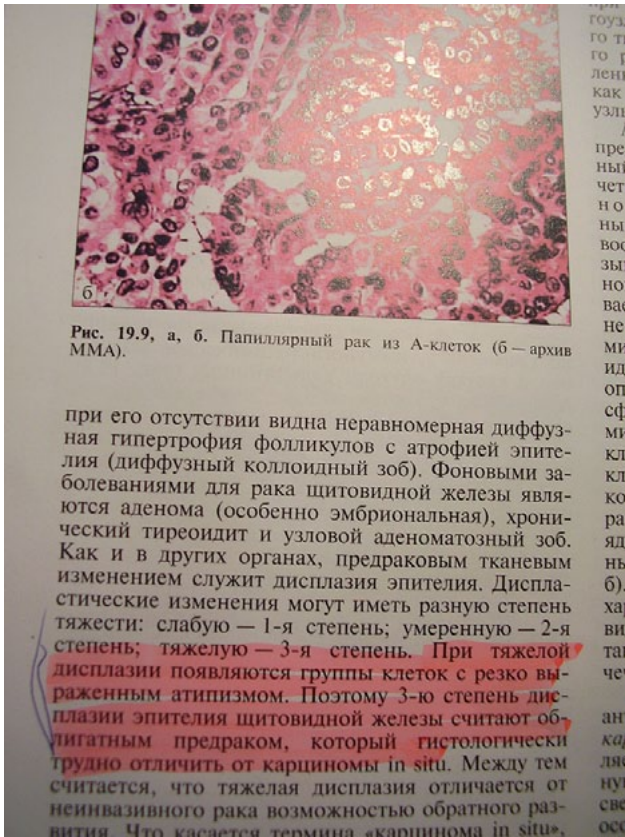 б
Рис. 19.9, а, б. Папиллярный рак из А-клеток (б — архив
ММА).
при его отсутствии видна неравномерная диффуз-
ная гипертрофия фолликулов с атрофией эпите-
лия (диффузный коллоидный зоб). Фоновыми за-
болеваниями для рака щитовидной железы явля-
ются аденома (особенно эмбриональная), хрони-
ческий тиреоидит и узловой аденоматозный зоб.
Как и в других органах, предраковым тканевым
изменением служит дисплазия эпителия. Диспла-
стические изменения могут иметь разную степень
тяжести: слабую — 1-я степень; умеренную — 2-я
степень; тяжелую — 3-я степень. При тяжелой
дисплазии появляются группы клеток с резко вы-
раженным атипизмом. Поэтому 3-ю степень дис-
плазии эпителия щитовидной железы считают об-
лигатным предраком, который гистологически
трудно отличить от карциномы in situ. Между тем
считается, что тяжелая дисплазия отличается от
неинвазивного рака возможностью обратного раз-
вития. Что касается термина «карцинома in situ»,